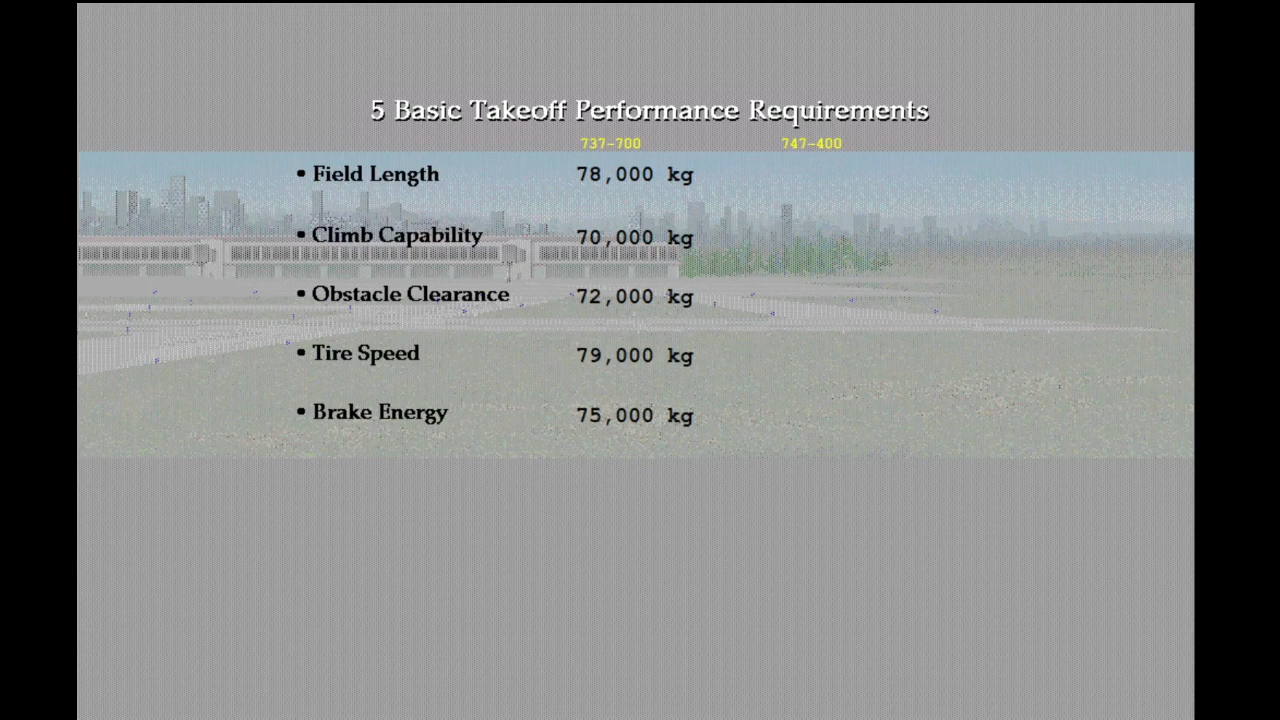 5 Basic Takeoff Performance Requirements
737-700 747-400
• Field Length 78,000 kg
• Climb Capability 70,000 kg
• Obstacle Clearance 72,000 kg
• Tire Speed 79,000 kg
• Brake Energy 75,000 kg